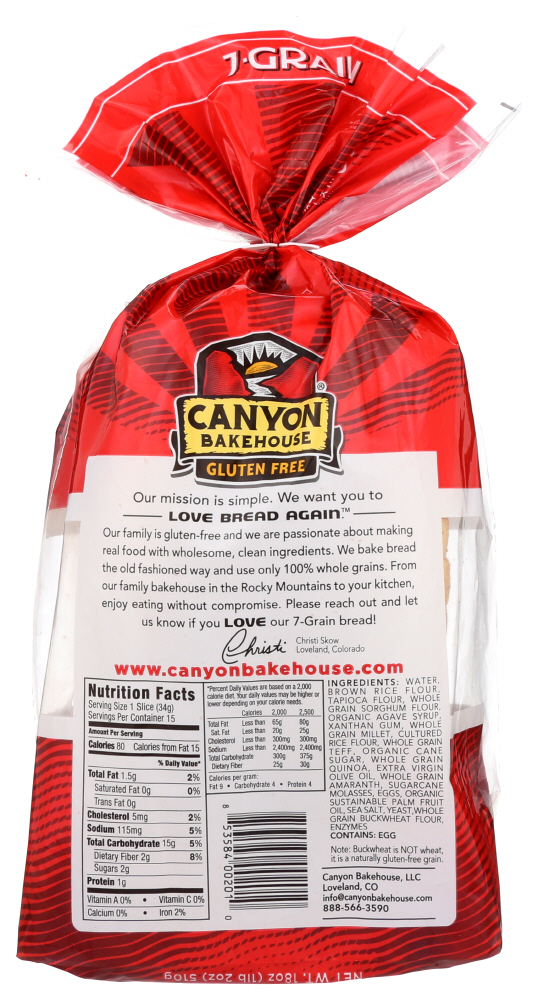 7-GRAIN
CANYON
BAKEHOUSE
®
GLUTEN FREE
Our mission is simple. We want you to
LOVE BREAD AGAIN.™
Our family is gluten-free and we are passionate about making
real food with wholesome, clean ingredients. We bake bread
the old fashioned way and use only 100% whole grains. From
our family bakehouse in the Rocky Mountains to your kitchen,
enjoy eating without compromise. Please reach out and let
us know if you LOVE our 7-Grain bread!
Christi
Christi Skow
Loveland, Colorado
www.canyonbakehouse.com
Nutrition Facts
Serving Size 1 Slice (34g)
Servings Per Container 15
Amount Per Serving
Calories 80 Calories from Fat 15
% Daily Value*
Total Fat 1.5g 2%
Saturated Fat 0g 0%
Trans Fat 0g
Cholesterol 5mg 2%
Sodium 115mg 5%
Total Carbohydrate 15g 5%
Dietary Fiber 2g 8%
Sugars 2g
Protein 1g
Vitamin A 0% • Vitamin C 0%
Calcium 0% • Iron 2%
*Percent Daily Values are based on a 2,000
calorie diet. Your daily values may be higher or
lower depending on your calorie needs.
Calories 2,000 2,500
Total Fat Less than 65g 80g
Sat. Fat Less than 20g 25g
Cholesterol Less than 300mg 300mg
Sodium Less than 2,400mg 2,400mg
Total Carbohydrate 300g 375g
Dietary Fiber 25g 30g
Calories per gram:
Fat 9 • Carbohydrate 4 • Protein 4
8 53584 00201 0
INGREDIENTS: WATER,
BROWN RICE FLOUR,
TAPIOCA FLOUR, WHOLE
GRAIN SORGHUM FLOUR,
ORGANIC AGAVE SYRUP,
XANTHAN GUM, WHOLE
GRAIN MILLET, CULTURED
RICE FLOUR, WHOLE GRAIN
TEFF, ORGANIC CANE
SUGAR, WHOLE GRAIN
QUINOA, EXTRA VIRGIN
OLIVE OIL, WHOLE GRAIN
AMARANTH, SUGARCANE
MOLASSES, EGGS, ORGANIC
SUSTAINABLE PALM FRUIT
OIL, SEA SALT, YEAST, WHOLE
GRAIN BUCKWHEAT FLOUR,
ENZYMES
CONTAINS: EGG
Note: Buckwheat is NOT wheat,
it is a naturally gluten-free grain.
Canyon Bakehouse, LLC
Loveland, CO
info@canyonbakehouse.com
888-566-3590
NET WT. 18oz (1lb 2oz) 510g